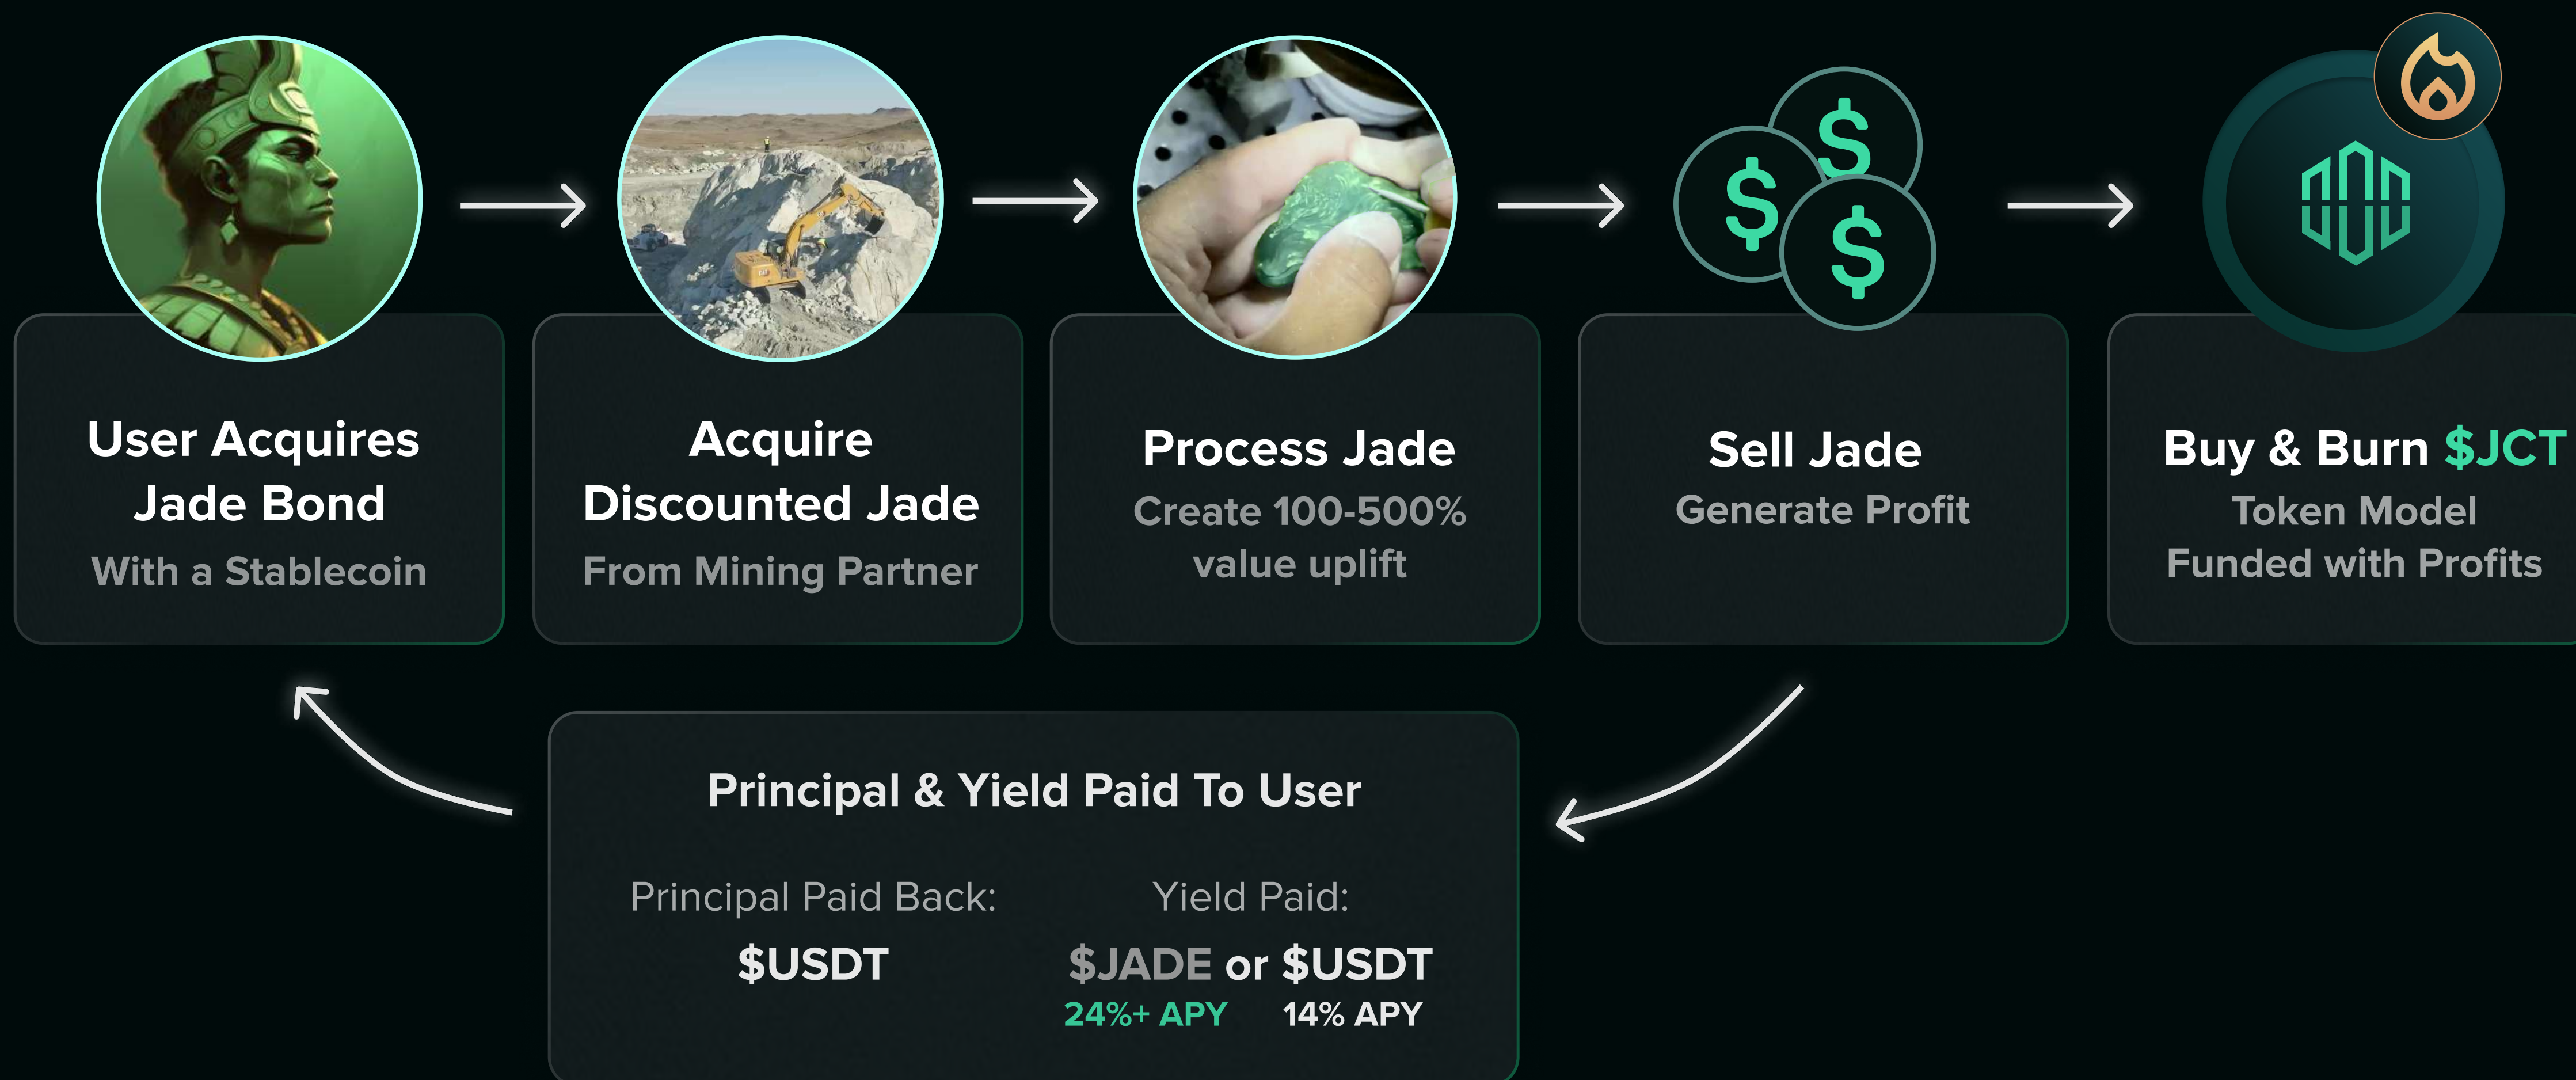 User Acquires
Jade Bond
With a Stablecoin
Acquire
Discounted Jade
From Mining Partner
Process Jade
Create 100-500%
value uplift
Sell Jade
Generate Profit
Buy & Burn $JCT
Token Model
Funded with Profits
Principal & Yield Paid To User
Principal Paid Back:
$USDT
Yield Paid:
$JADE or $USDT
24%+ APY 14% APY